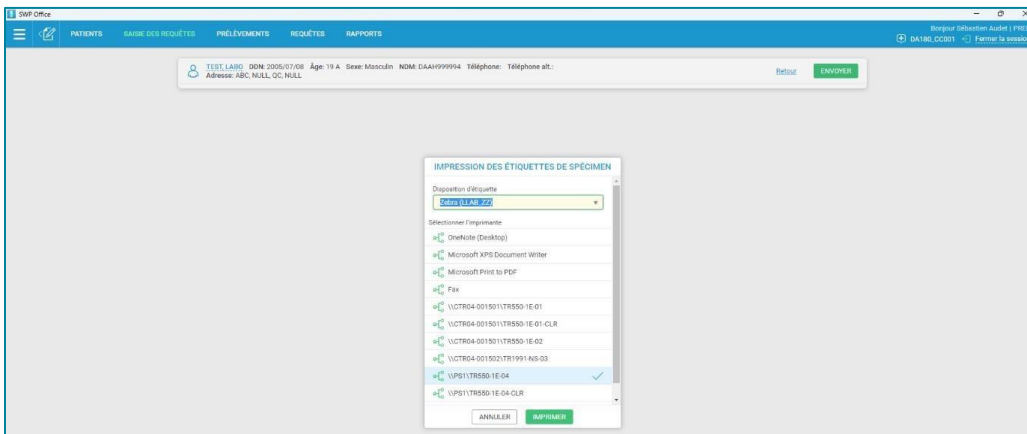 SWP Office
PATIENTS SAISIE DES REQUÊTES PRÉLÈVEMENTS REQUÊTES RAPPORTS
Bonjour Sébastien Audet | PRE
DA180_CC001 Fermer la sessio
TEST, LABO DDN: 2005/07/08 Âge: 19 A Sexe: Masculin NDM: DAAH999994 Téléphone: Téléphone alt.:
Adresse: ABC, NULL, QC, NULL
Retour ENVOYER
IMPRESSION DES ÉTIQUETTES DE SPÉCIMEN
Disposition d'étiquette
Zebra (LLAB_ZZ)
Sélectionner l'imprimante
OneNote (Desktop)
Microsoft XPS Document Writer
Microsoft Print to PDF
Fax
\\CTR04-001501\TR550-1E-01
\\CTR04-001501\TR550-1E-01-CLR
\\CTR04-001501\TR550-1E-02
\\CTR04-001502\TR1991-NS-03
\\PS1\TR550-1E-04
\\PS1\TR550-1E-04-CLR
ANNULER IMPRIMER